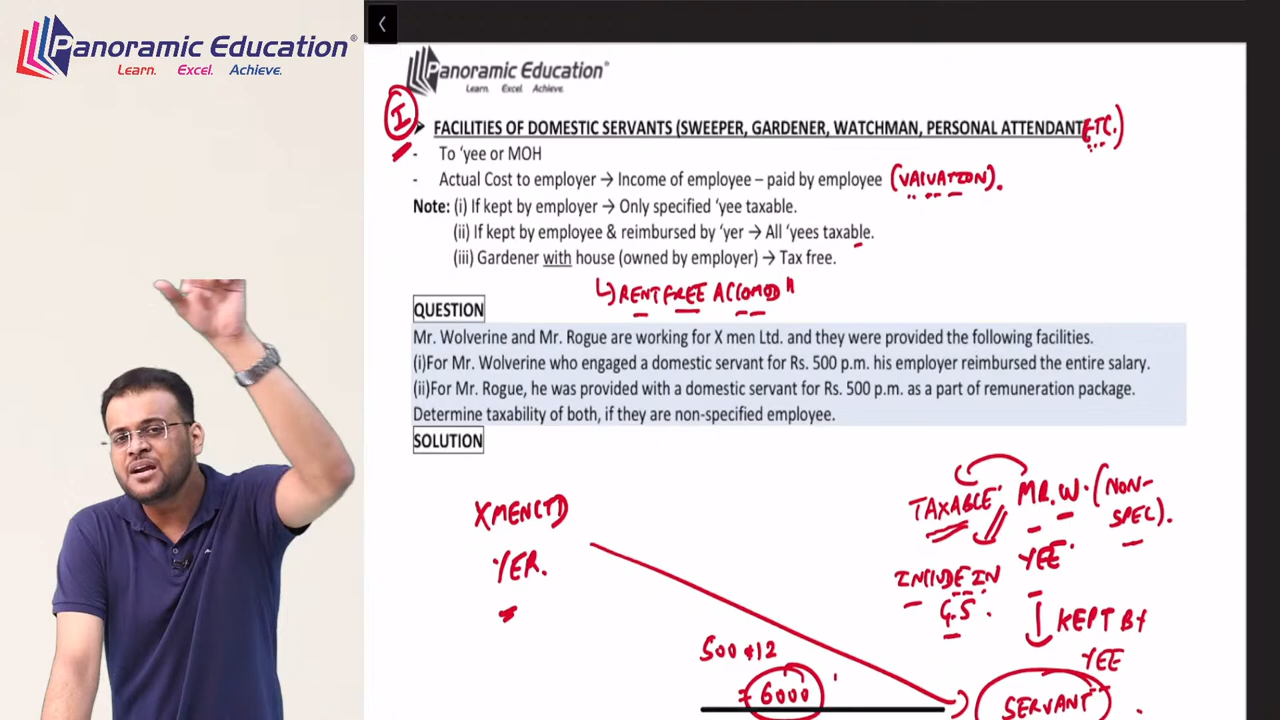 Panoramic Education®
Learn. Excel. Achieve.
Panoramic Education®
Learn. Excel. Achieve.
I
FACILITIES OF DOMESTIC SERVANTS (SWEEPER, GARDENER, WATCHMAN, PERSONAL ATTENDANT ETC.)
- To 'yee or MOH
- Actual Cost to employer → Income of employee – paid by employee (VALUATION).
Note: (i) If kept by employer → Only specified 'yee taxable.
(ii) If kept by employee & reimbursed by 'yer → All 'yees taxable.
(iii) Gardener with house (owned by employer) → Tax free.
↳ RENT FREE ACCOMOD
QUESTION
Mr. Wolverine and Mr. Rogue are working for X men Ltd. and they were provided the following facilities.
(i)For Mr. Wolverine who engaged a domestic servant for Rs. 500 p.m. his employer reimbursed the entire salary.
(ii)For Mr. Rogue, he was provided with a domestic servant for Rs. 500 p.m. as a part of remuneration package.
Determine taxability of both, if they are non-specified employee.
SOLUTION
TAXABLE MR. W. (NON-
SPEC).
XMEN LTD
'YER.
YEE
INCLUDE IN
G.S.
KEPT BY
YEE
500 * 12
= 6000
SERVANT